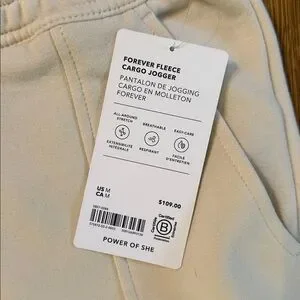 FOREVER FLEECE
CARGO JOGGER
PANTALON DE JOGGING
CARGO EN MOLLETON
FOREVER
ALL AROUND
STRETCH
BREATHABLE
EASY-CARE
EXTENSIBILITÉ
INTÉGRALE
RESPIRANT
FACILE
D'ENTRETIEN
US M
CA M
$109.00
Certified
B
Corporation
POWER OF SHE